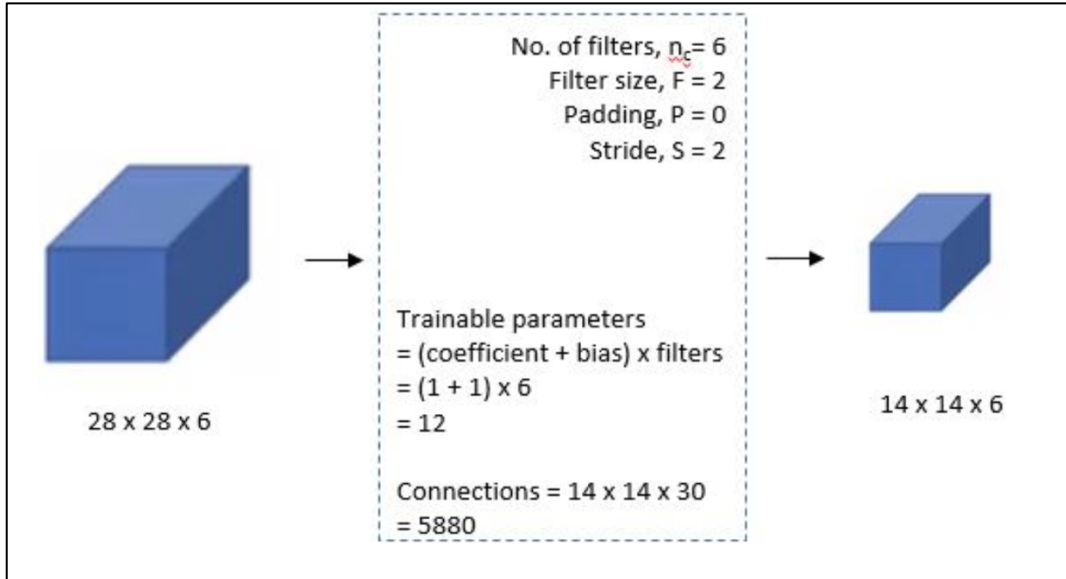 No. of filters, nc= 6
Filter size, F = 2
Padding, P = 0
Stride, S = 2
28 x 28 x 6
Trainable parameters
= (coefficient + bias) x filters
= (1 + 1) x 6
= 12
Connections = 14 x 14 x 30
= 5880
14 x 14 x 6